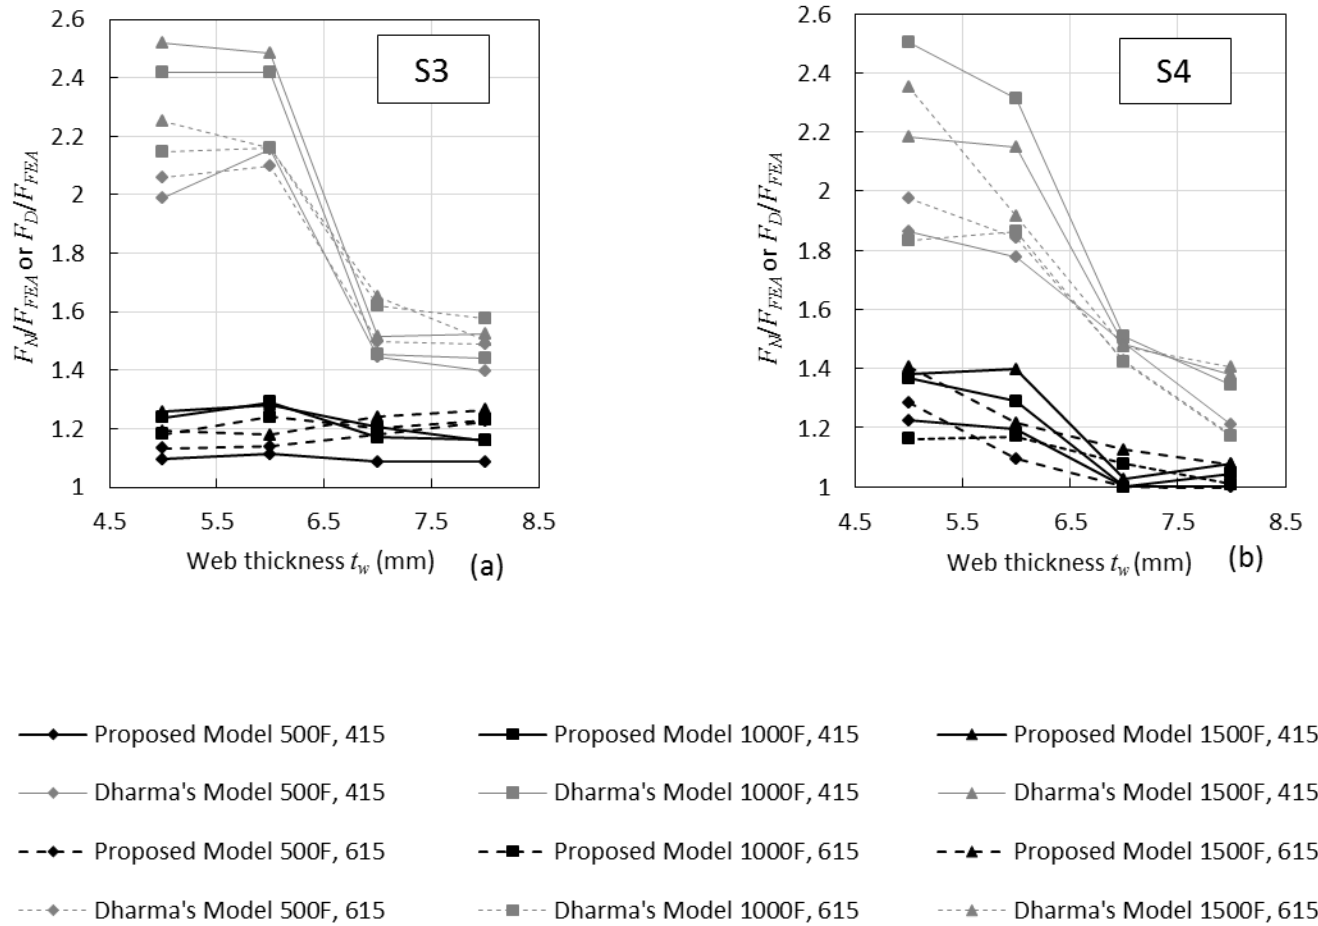 S3
F_N/F_FEA or F_D/F_FEA
2.6
2.4
2.2
2
1.8
1.6
1.4
1.2
1
4.5 5.5 6.5 7.5 8.5
Web thickness t_w (mm) (a)
S4
F_N/F_FEA or F_D/F_FEA
2.6
2.4
2.2
2
1.8
1.6
1.4
1.2
1
4.5 5.5 6.5 7.5 8.5
Web thickness t_w (mm) (b)
Proposed Model 500F, 415 Proposed Model 1000F, 415 Proposed Model 1500F, 415
Dharma's Model 500F, 415 Dharma's Model 1000F, 415 Dharma's Model 1500F, 415
Proposed Model 500F, 615 Proposed Model 1000F, 615 Proposed Model 1500F, 615
Dharma's Model 500F, 615 Dharma's Model 1000F, 615 Dharma's Model 1500F, 615